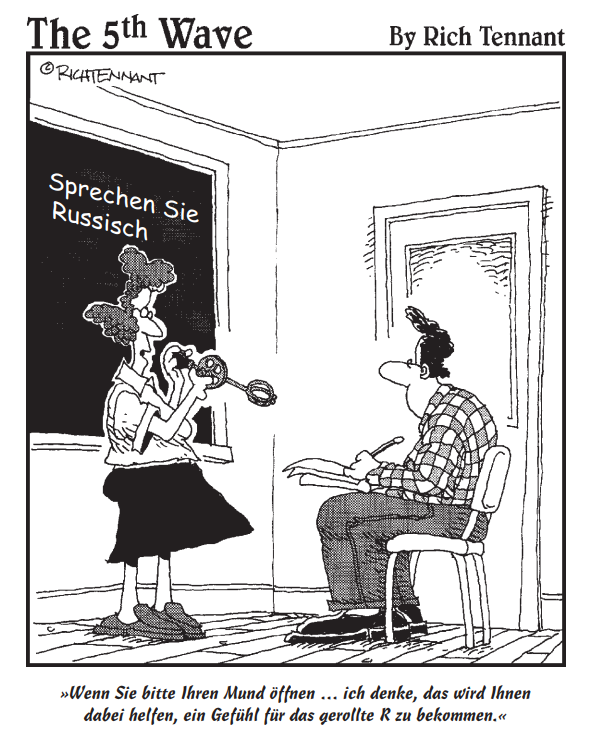 The 5th Wave By Rich Tennant
©RICHTENNANT
Sprechen Sie
Russisch
»Wenn Sie bitte Ihren Mund öffnen … ich denke, das wird Ihnen
dabei helfen, ein Gefühl für das gerollte R zu bekommen.«